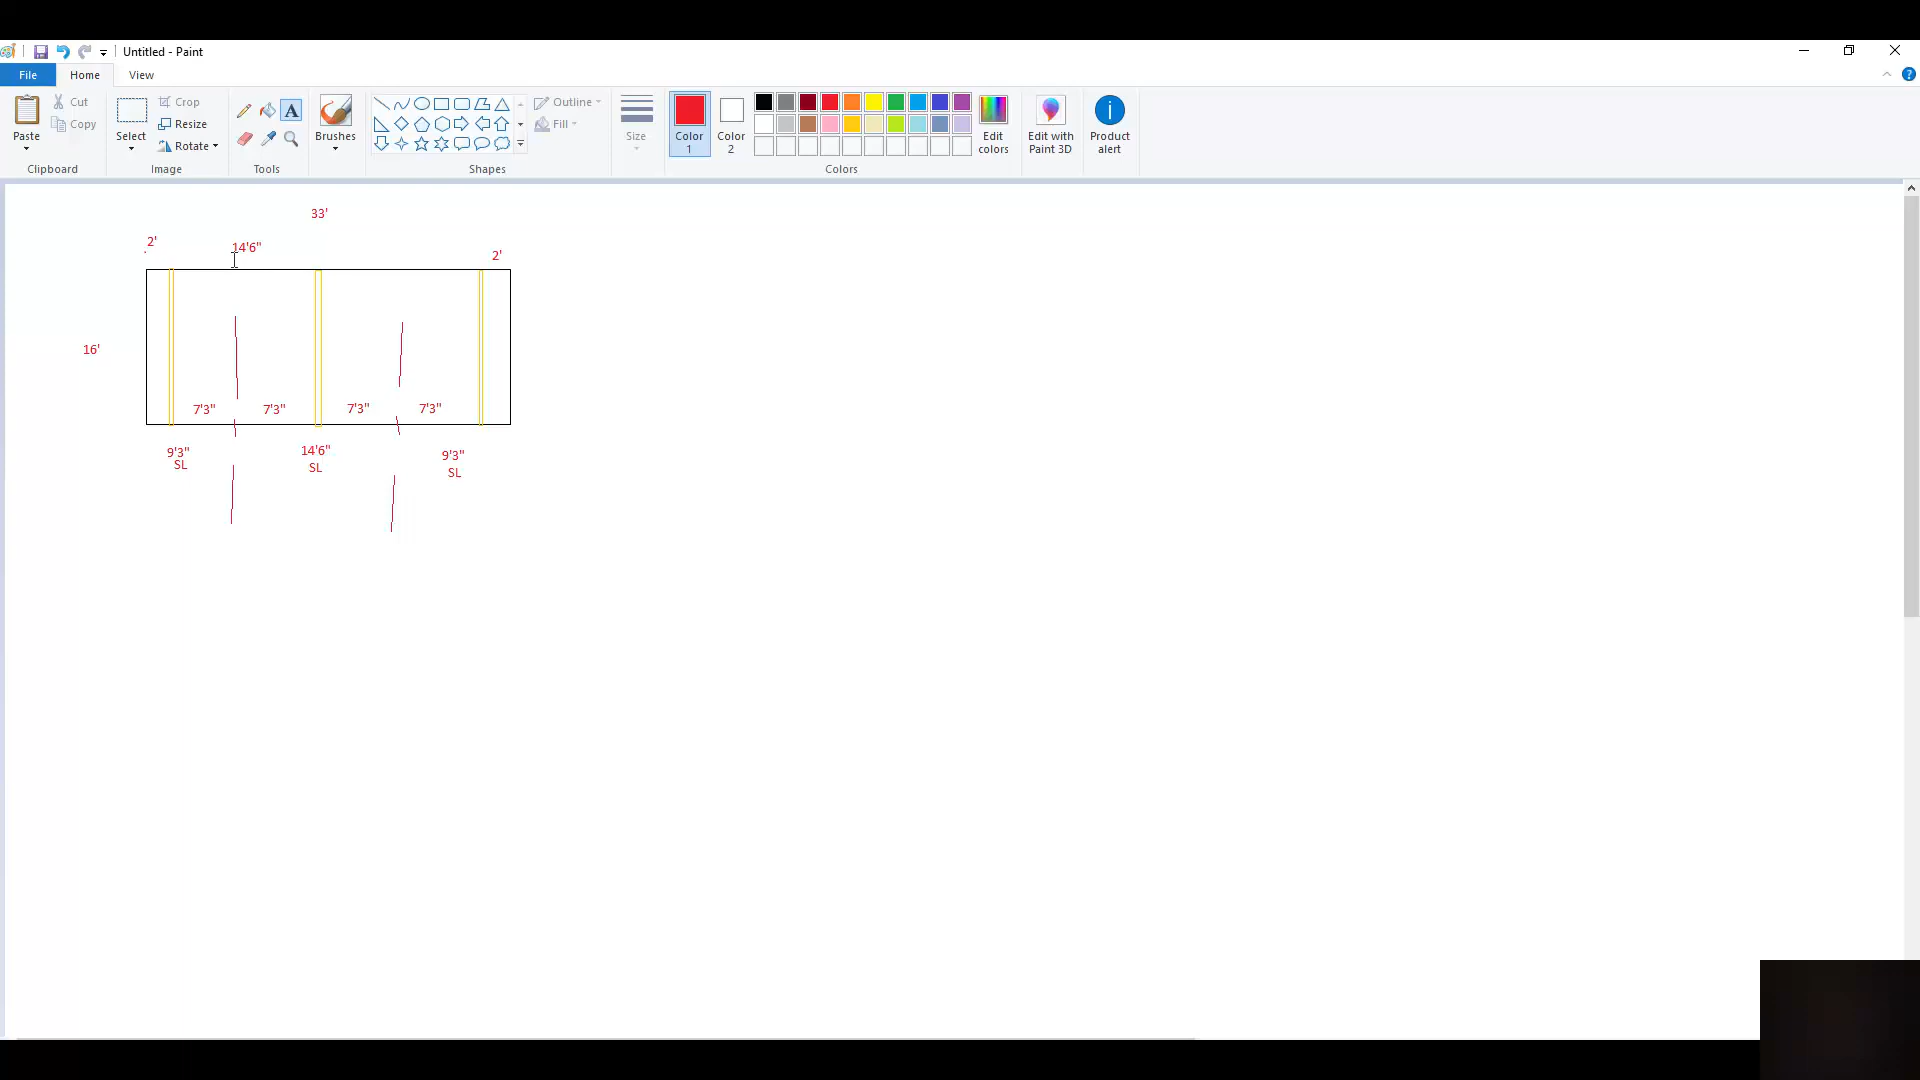 Untitled - Paint
File
Home
View
Paste
Cut
Copy
Clipboard
Select
Crop
Resize
Rotate
Image
A
Tools
Brushes
Outline
Fill
Shapes
Size
Color 1
Color 2
Edit colors
Colors
Edit with Paint 3D
Product alert
33'
2'
14'6"
2'
16'
7'3" 7'3" 7'3" 7'3"
9'3" SL
14'6" SL
9'3" SL